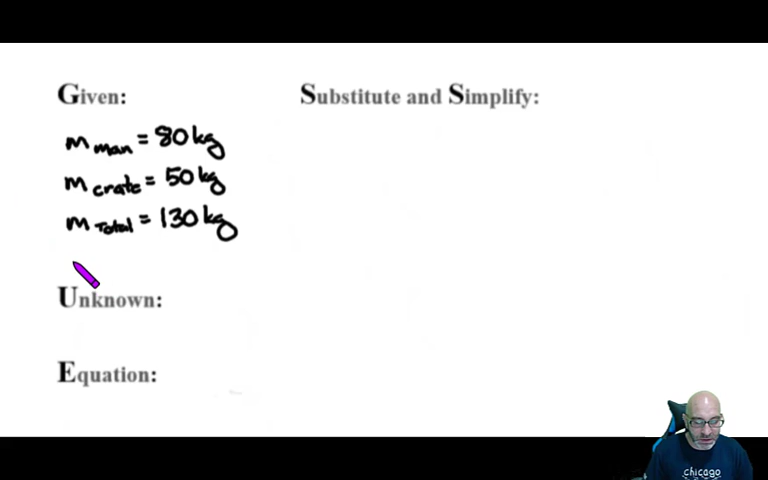 Given:
m man = 80 kg
m crate = 50 kg
m Total = 130 kg
Unknown:
Equation:
Substitute and Simplify:
chicago